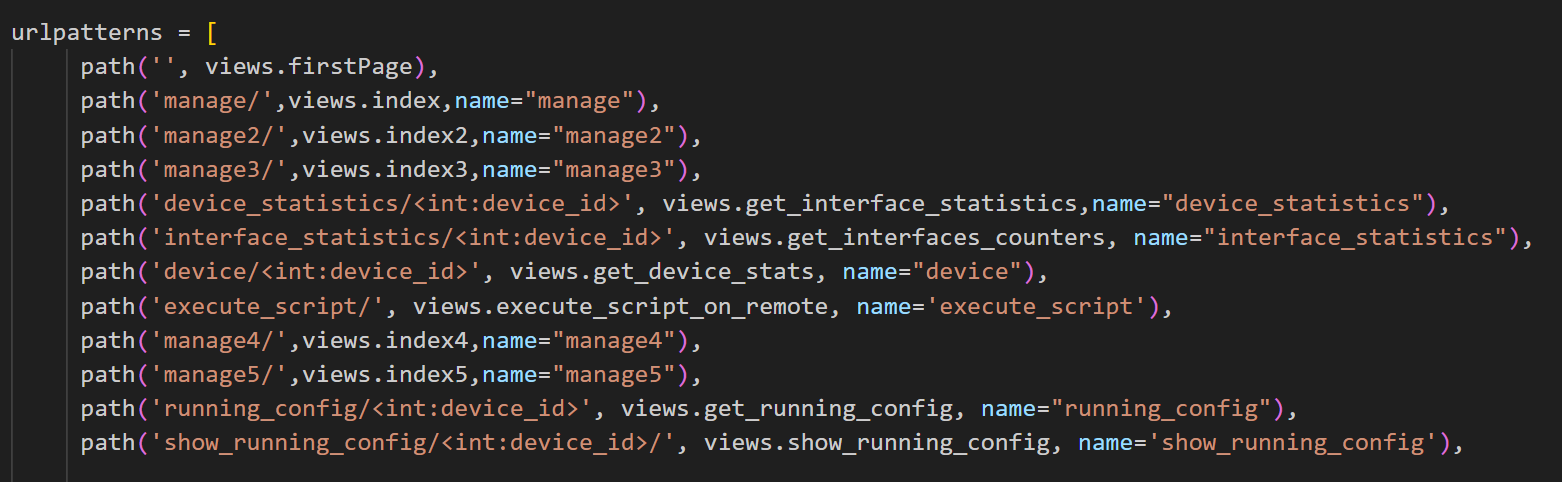 urlpatterns = [
path('', views.firstPage),
path('manage/',views.index,name="manage"),
path('manage2/',views.index2,name="manage2"),
path('manage3/',views.index3,name="manage3"),
path('device_statistics/<int:device_id>', views.get_interface_statistics,name="device_statistics"),
path('interface_statistics/<int:device_id>', views.get_interfaces_counters, name="interface_statistics"),
path('device/<int:device_id>', views.get_device_stats, name="device"),
path('execute_script/', views.execute_script_on_remote, name='execute_script'),
path('manage4/',views.index4,name="manage4"),
path('manage5/',views.index5,name="manage5"),
path('running_config/<int:device_id>', views.get_running_config, name="running_config"),
path('show_running_config/<int:device_id>/', views.show_running_config, name='show_running_config'),